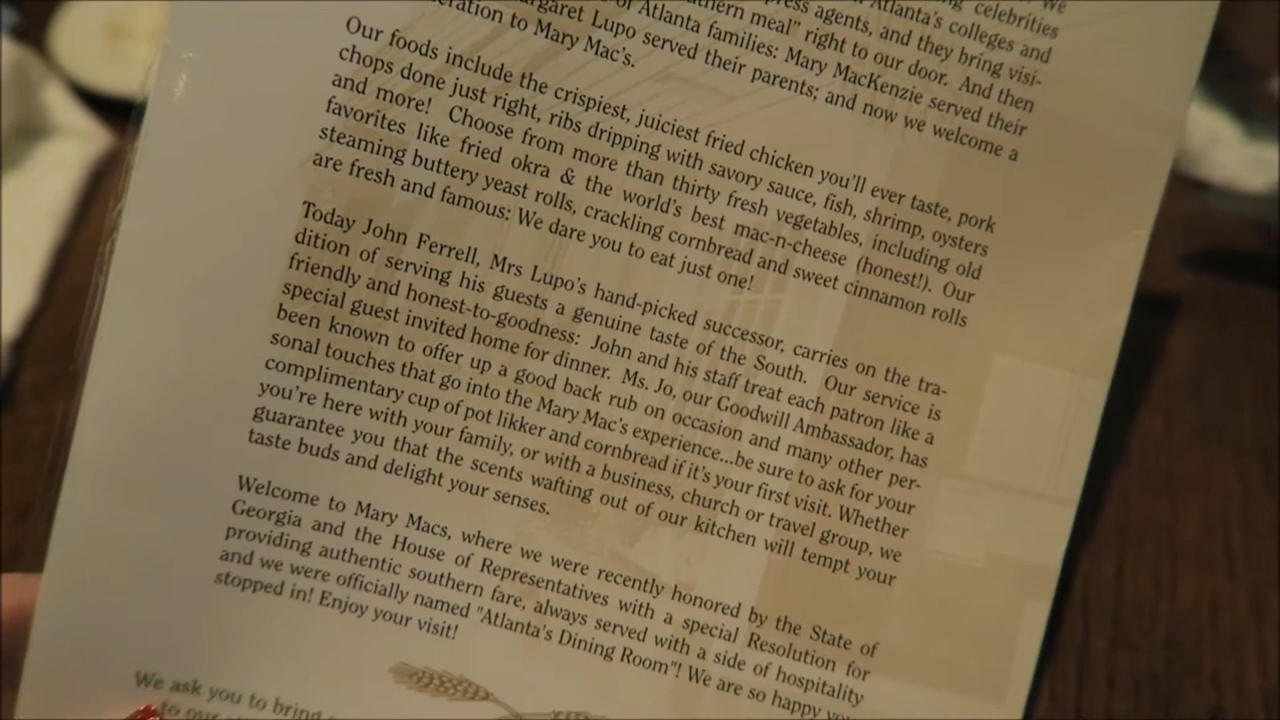 We
ng celebrities
ress agents, and they bring visi-
Atlanta's colleges and
thern meal" right to our door. And then
of Atlanta families: Mary MacKenzie served their
argaret Lupo served their parents; and now we welcome a
eration to Mary Mac's.
Our foods include the crispiest, juiciest fried chicken you'll ever taste, pork
chops done just right, ribs dripping with savory sauce, fish, shrimp, oysters
and more! Choose from more than thirty fresh vegetables, including old
favorites like fried okra & the world's best mac-n-cheese (honest!). Our
steaming buttery yeast rolls, crackling cornbread and sweet cinnamon rolls
are fresh and famous: We dare you to eat just one!
Today John Ferrell, Mrs Lupo's hand-picked successor, carries on the tra-
dition of serving his guests a genuine taste of the South. Our service is
friendly and honest-to-goodness: John and his staff treat each patron like a
special guest invited home for dinner. Ms. Jo, our Goodwill Ambassador, has
been known to offer up a good back rub on occasion and many other per-
sonal touches that go into the Mary Mac's experience...be sure to ask for your
complimentary cup of pot likker and cornbread if it's your first visit. Whether
you're here with your family, or with a business, church or travel group, we
guarantee you that the scents wafting out of our kitchen will tempt your
taste buds and delight your senses.
Welcome to Mary Macs, where we were recently honored by the State of
Georgia and the House of Representatives with a special Resolution for
providing authentic southern fare, always served with a side of hospitality
and we were officially named "Atlanta's Dining Room"! We are so happy you
stopped in! Enjoy your visit!
We ask you to bring
to our